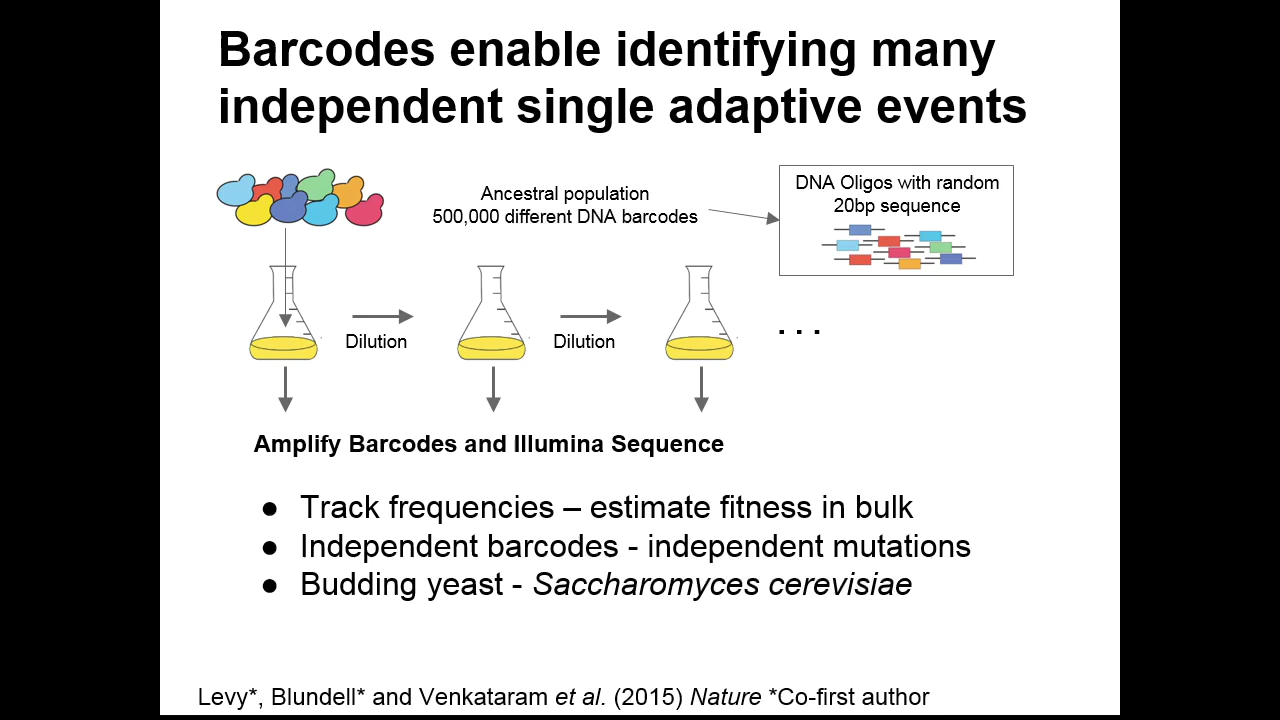 Barcodes enable identifying many
independent single adaptive events
Ancestral population
500,000 different DNA barcodes
DNA Oligos with random
20bp sequence
Dilution
Dilution
. . .
Amplify Barcodes and Illumina Sequence
● Track frequencies – estimate fitness in bulk
● Independent barcodes - independent mutations
● Budding yeast - Saccharomyces cerevisiae
Levy*, Blundell* and Venkataram et al. (2015) Nature *Co-first author